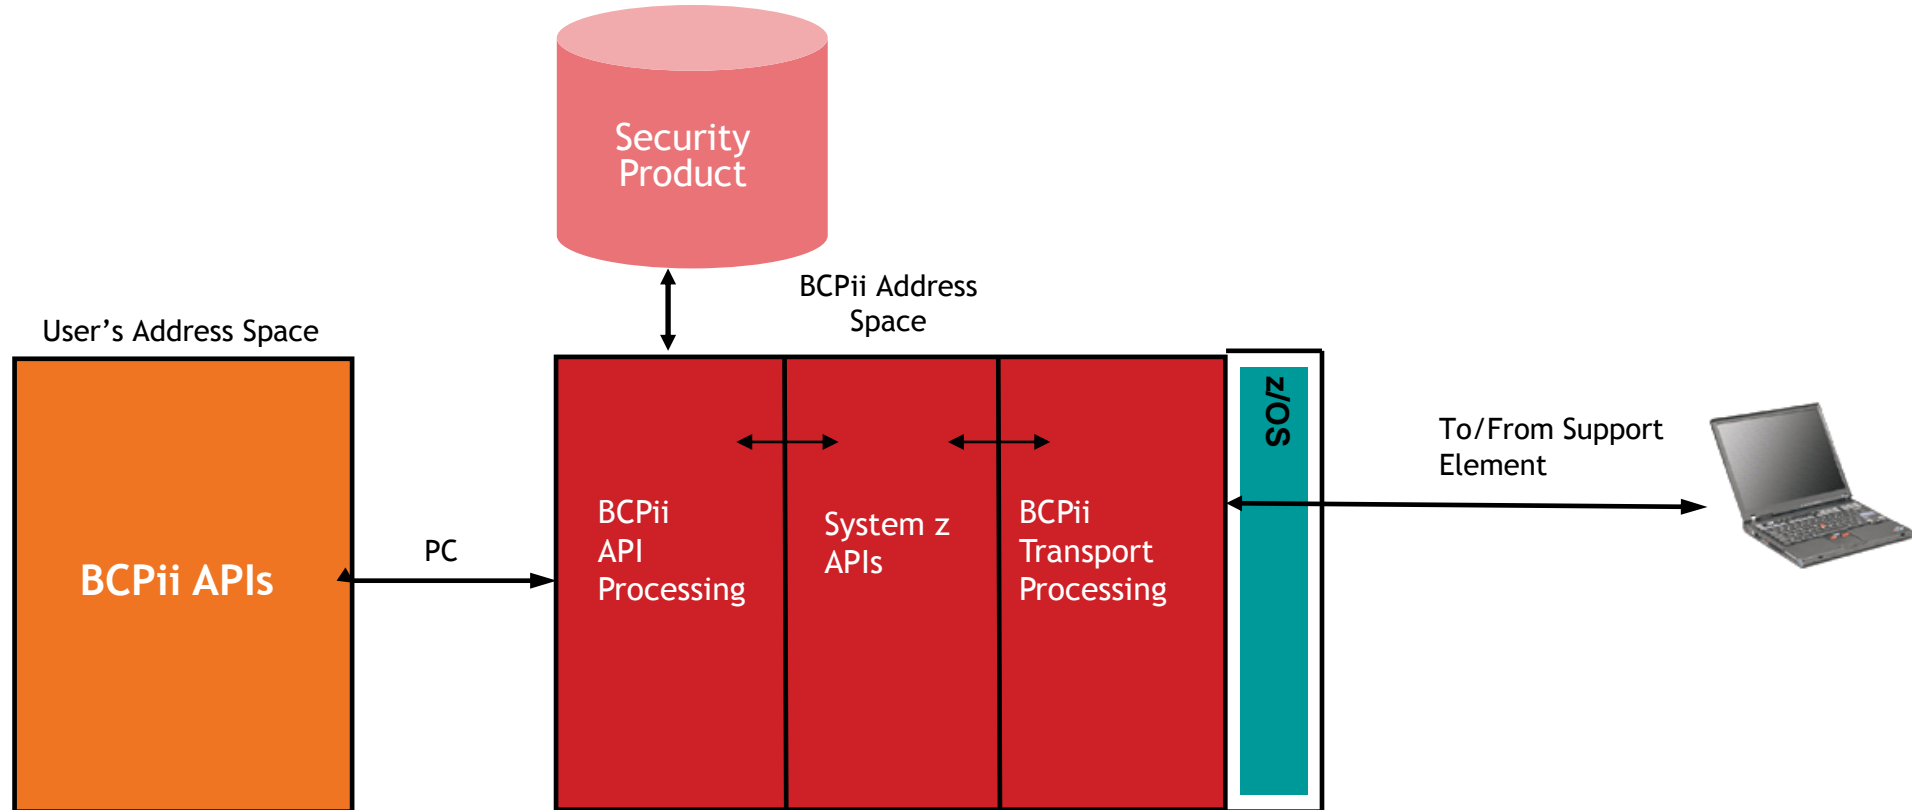 Security
Product
BCPii Address
Space
User’s Address Space
z/OS
To/From Support
Element
BCPii
API
Processing
System z
APIs
BCPii
Transport
Processing
PC
BCPii APIs